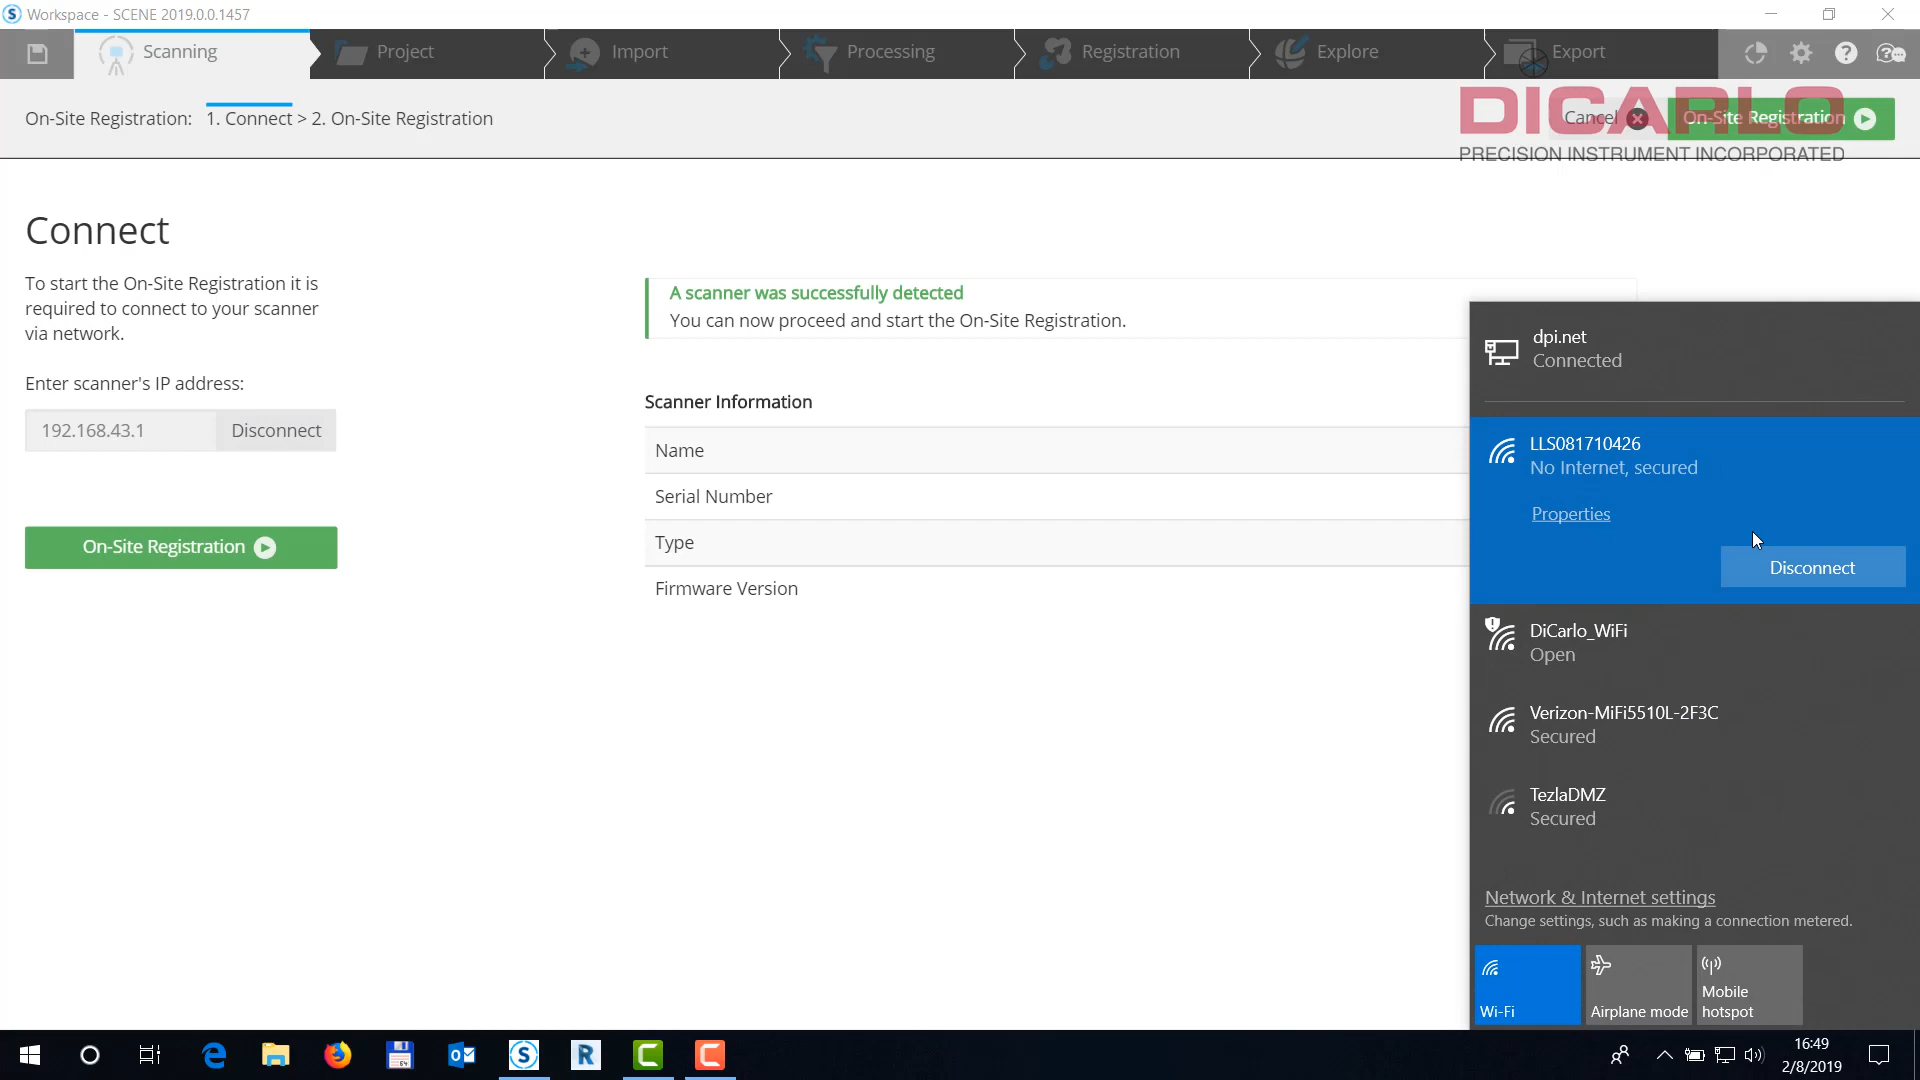 Workspace - SCENE 2019.0.0.1457
Scanning
Project
Import
Processing
Registration
Explore
Export
On-Site Registration: 1. Connect > 2. On-Site Registration
Cancel
On-Site Registration
DICARLO
PRECISION INSTRUMENT INCORPORATED
Connect
To start the On-Site Registration it is
required to connect to your scanner
via network.
Enter scanner's IP address:
192.168.43.1
Disconnect
On-Site Registration
A scanner was successfully detected
You can now proceed and start the On-Site Registration.
Scanner Information
Name
Serial Number
Type
Firmware Version
dpi.net
Connected
LLS081710426
No Internet, secured
Properties
Disconnect
DiCarlo_WiFi
Open
Verizon-MiFi5510L-2F3C
Secured
TezlaDMZ
Secured
Network & Internet settings
Change settings, such as making a connection metered.
Wi-Fi
Airplane mode
Mobile
hotspot
16:49
2/8/2019